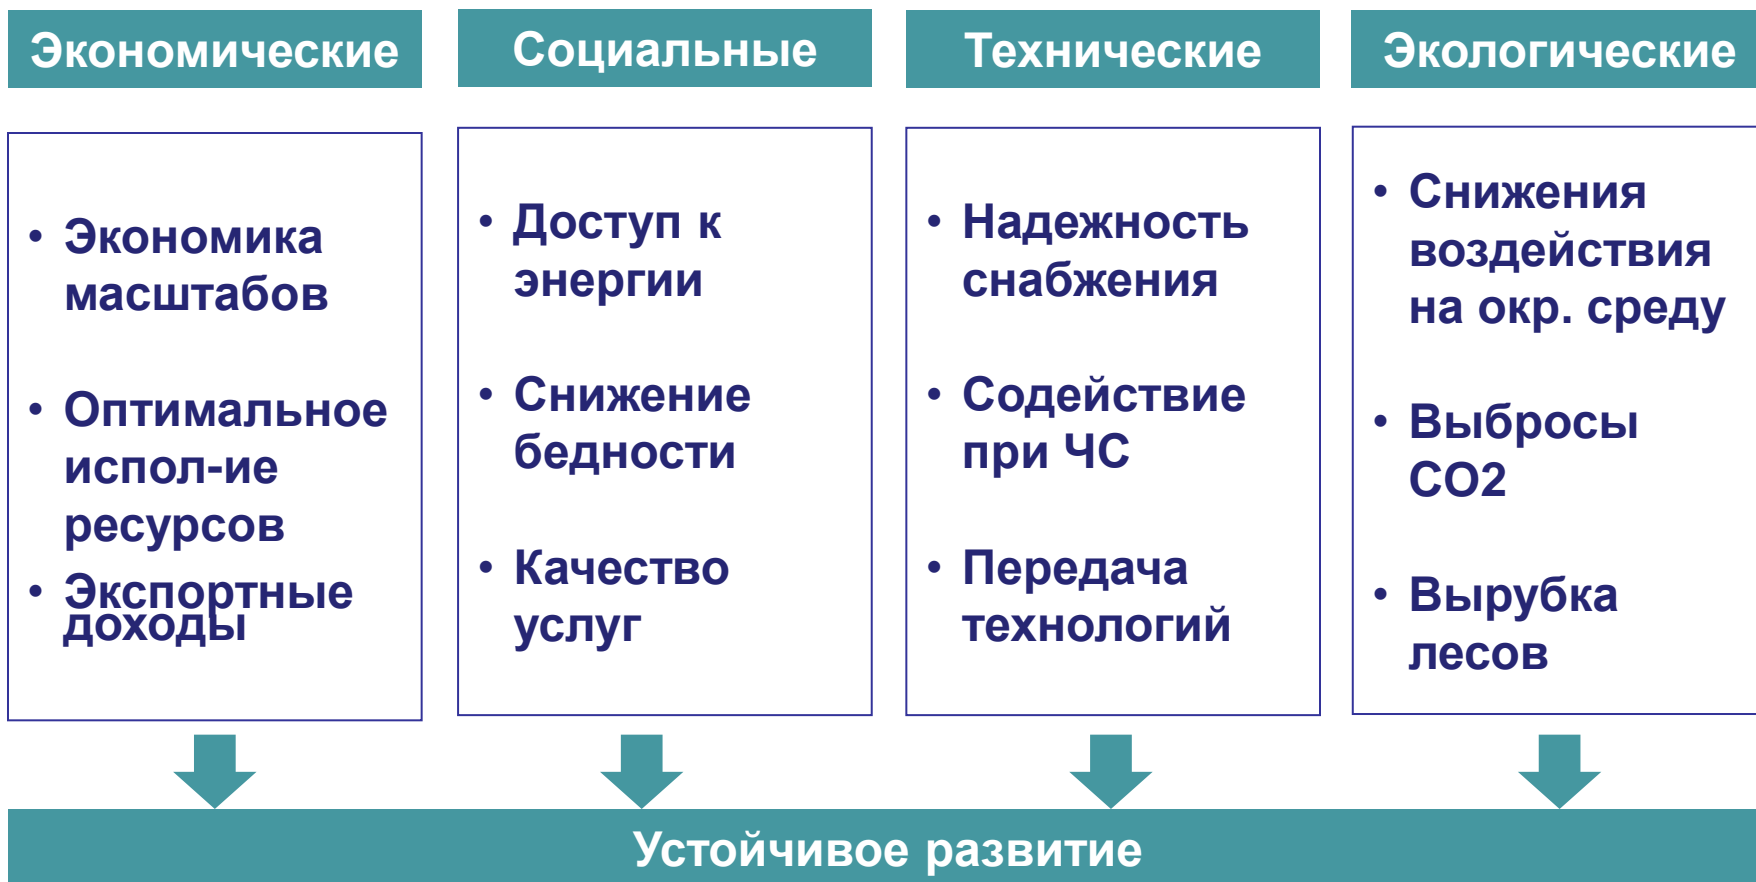 Экономические
Социальные
Технические
Экологические
• Экономика
масштабов
• Оптимальное
испол-ие
ресурсов
• Экспортные
доходы
• Доступ к
энергии
• Снижение
бедности
• Качество
услуг
• Надежность
снабжения
• Содействие
при ЧС
• Передача
технологий
• Снижения
воздействия
на окр. среду
• Выбросы
CO2
• Вырубка
лесов
Устойчивое развитие